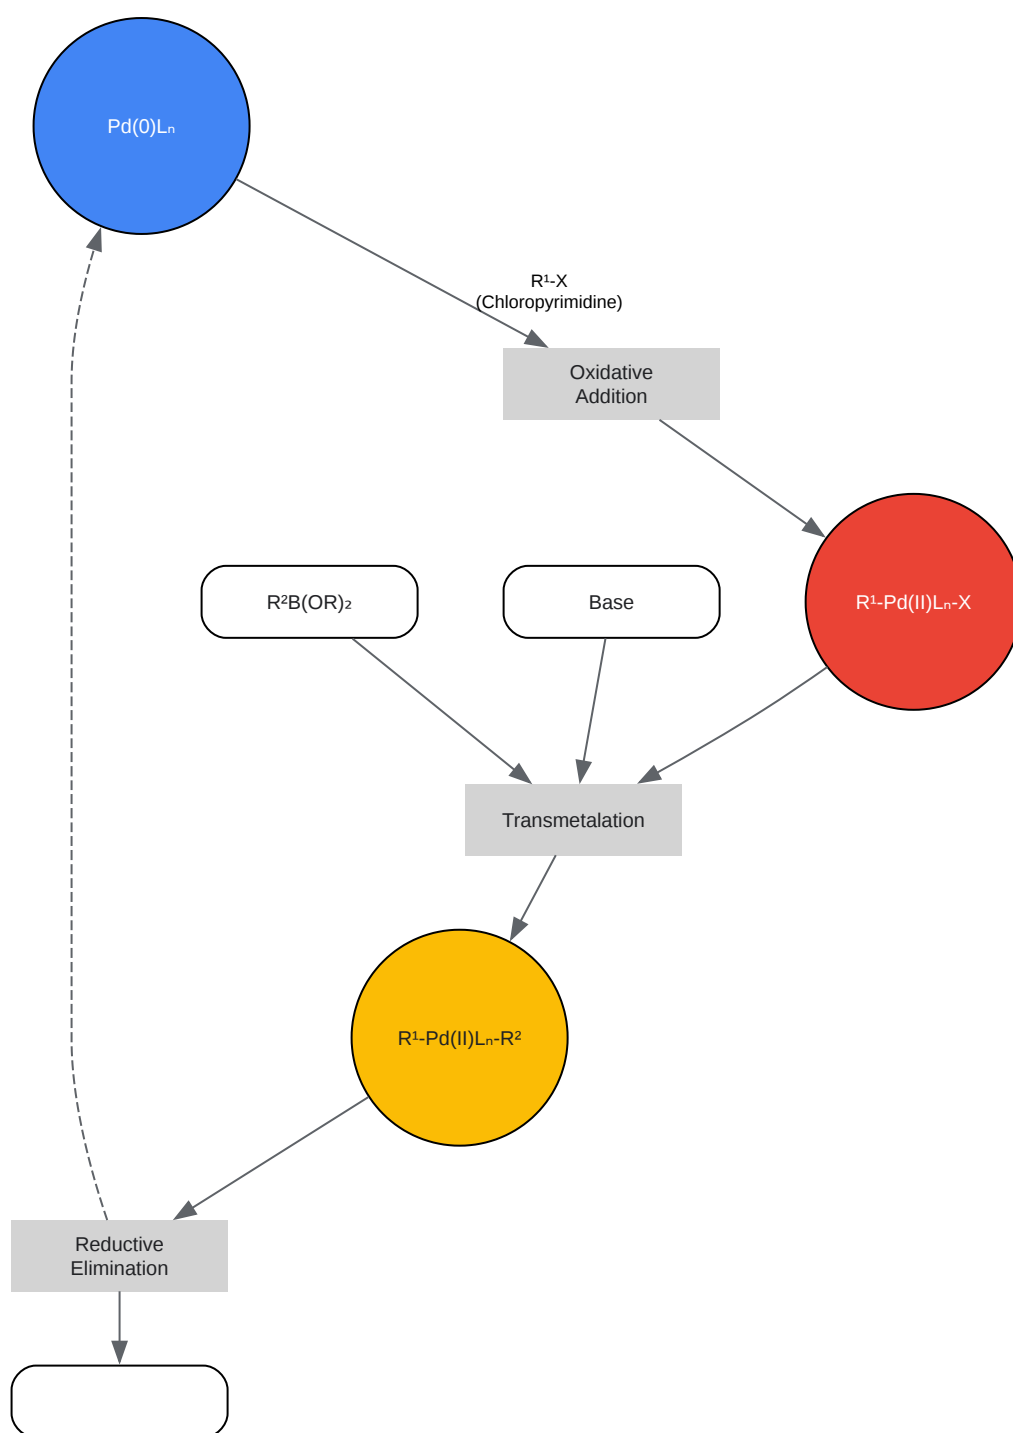 Pd(0)Lₙ
R¹-X
(Chloropyrimidine)
Oxidative
Addition
R²B(OR)₂
Base
R¹-Pd(II)Lₙ-X
Transmetalation
R¹-Pd(II)Lₙ-R²
Reductive
Elimination